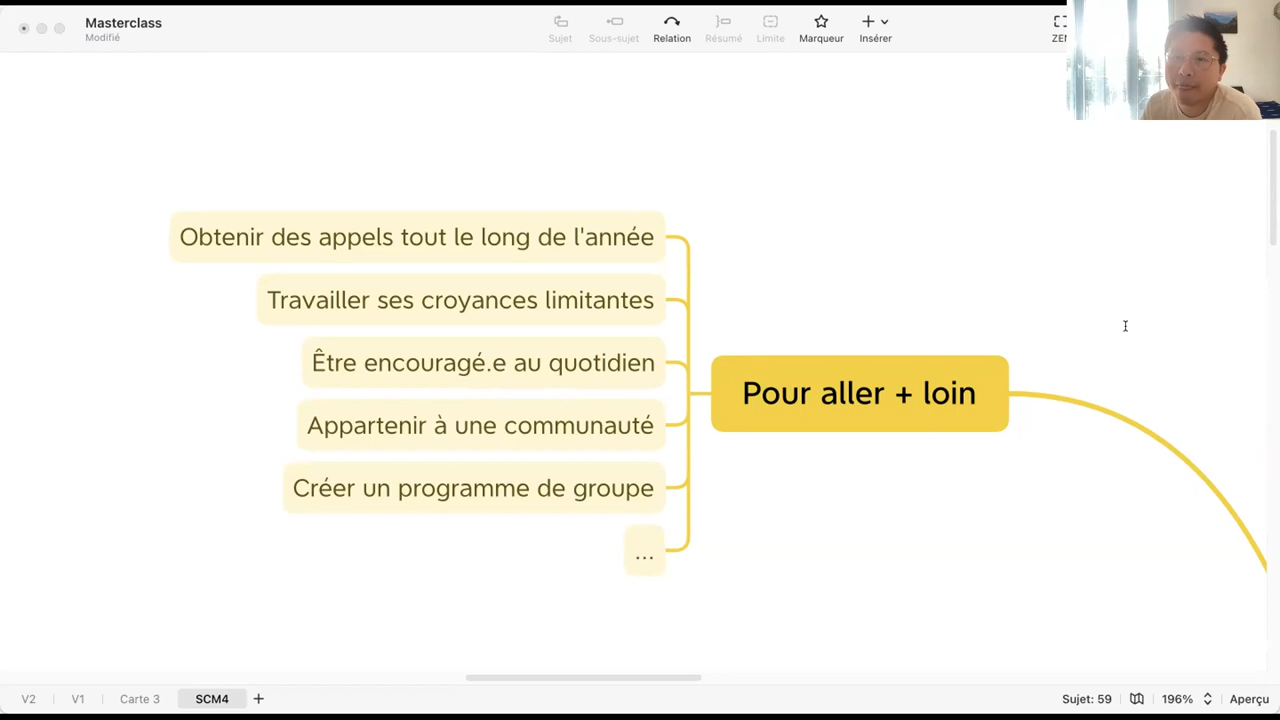 Masterclass
Modifié
Sujet
Sous-sujet
Relation
Résumé
Limite
Marqueur
Insérer
ZEN
Obtenir des appels tout le long de l'année
Travailler ses croyances limitantes
Être encouragé.e au quotidien
Appartenir à une communauté
Créer un programme de groupe
...
Pour aller + loin
V2
V1
Carte 3
SCM4
Sujet: 59
196%
Aperçu